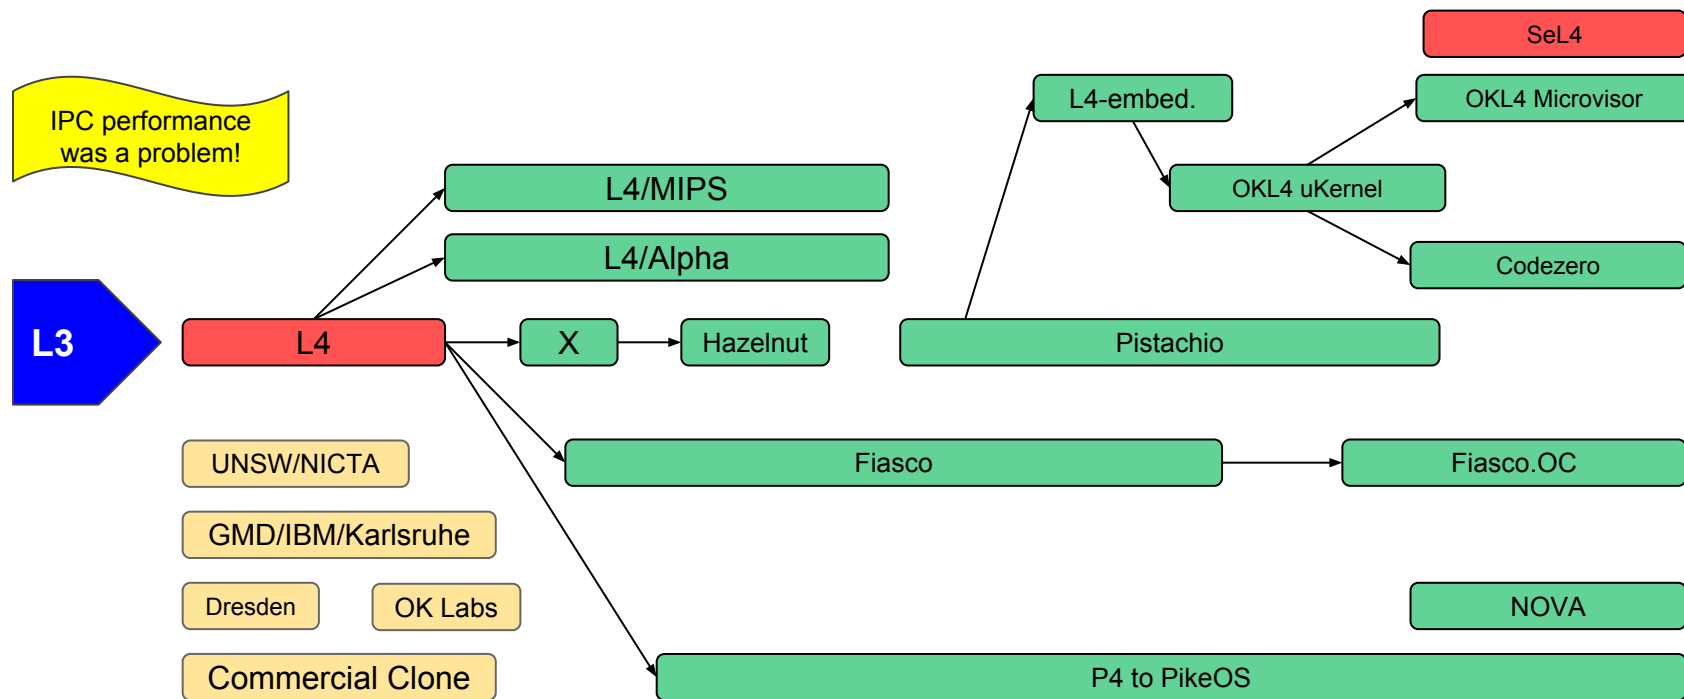 SeL4
IPC performance
was a problem!
L4-embed.
OKL4 Microvisor
L4/MIPS
OKL4 uKernel
L4/Alpha
Codezero
L3
L4
X
Hazelnut
Pistachio
UNSW/NICTA
Fiasco
Fiasco.OC
GMD/IBM/Karlsruhe
Dresden
OK Labs
NOVA
Commercial Clone
P4 to PikeOS